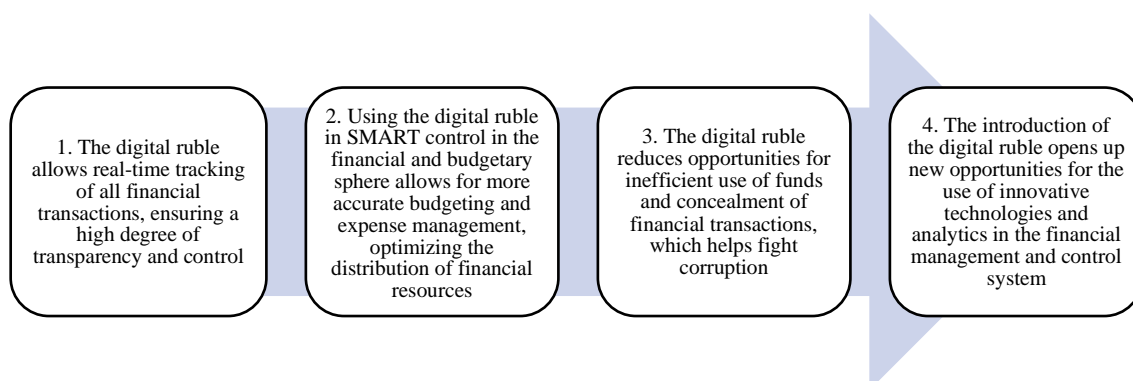 1. The digital ruble
allows real-time tracking
of all financial
transactions, ensuring a
high degree of
transparency and control
2. Using the digital ruble
in SMART control in the
financial and budgetary
sphere allows for more
accurate budgeting and
expense management,
optimizing the
distribution of financial
resources
3. The digital ruble
reduces opportunities for
inefficient use of funds
and concealment of
financial transactions,
which helps fight
corruption
4. The introduction of
the digital ruble opens up
new opportunities for the
use of innovative
technologies and
analytics in the financial
management and control
system